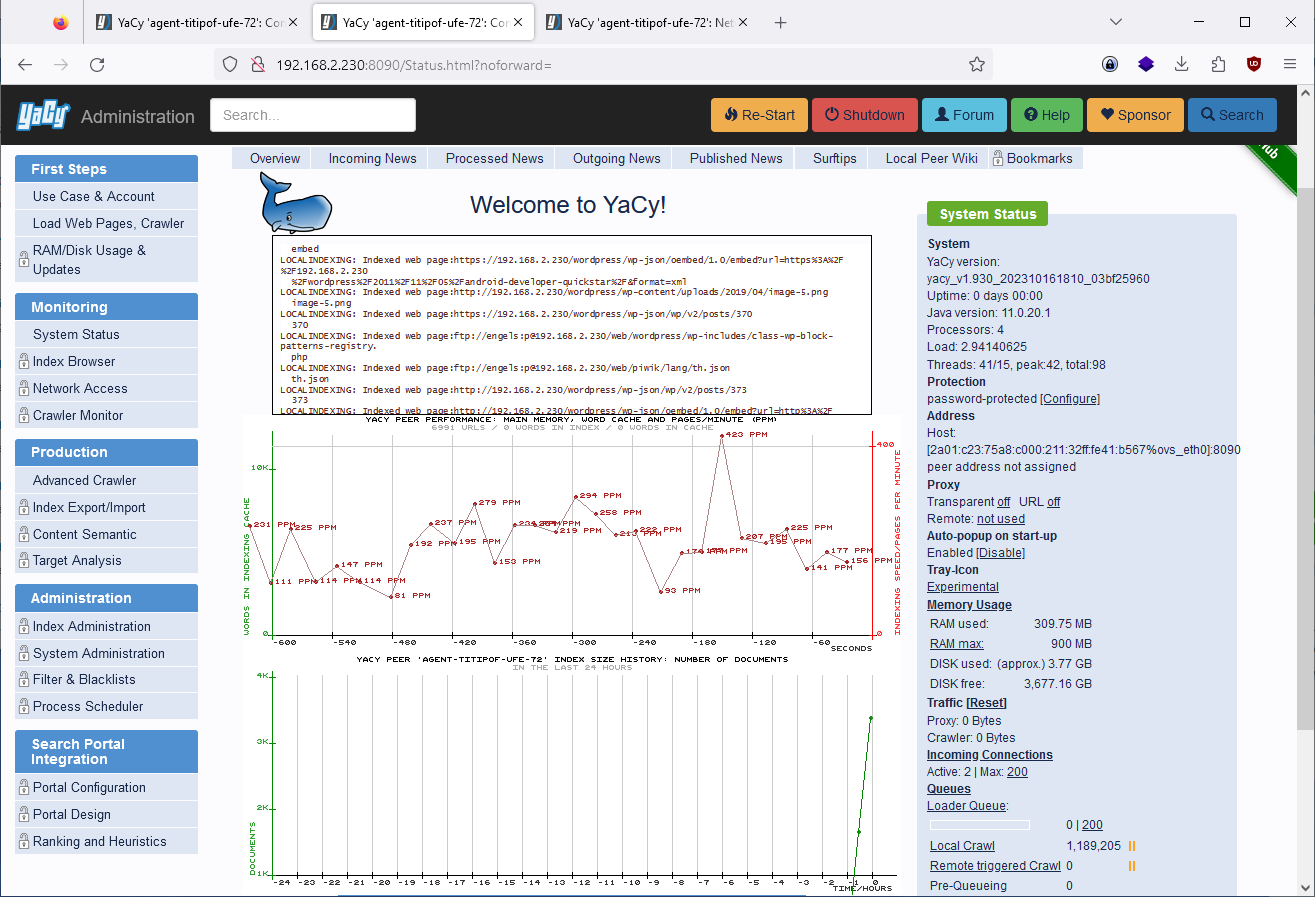 YaCy 'agent-titipof-ufe-72': Con
YaCy 'agent-titipof-ufe-72': Con
YaCy 'agent-titipof-ufe-72': Net
192.168.2.230:8090/Status.html?noforward=
YaCy Administration
Search...
Re-Start
Shutdown
Forum
Help
Sponsor
Search
First Steps
Use Case & Account
Load Web Pages, Crawler
RAM/Disk Usage &
Updates
Monitoring
System Status
Index Browser
Network Access
Crawler Monitor
Production
Advanced Crawler
Index Export/Import
Content Semantic
Target Analysis
Administration
Index Administration
System Administration
Filter & Blacklists
Process Scheduler
Search Portal
Integration
Portal Configuration
Portal Design
Ranking and Heuristics
Overview
Incoming News
Processed News
Outgoing News
Published News
Surftips
Local Peer Wiki
Bookmarks
Welcome to YaCy!
embed
LOCALINDEXING: Indexed web page:https://192.168.2.230/wordpress/wp-json/oembed/1.0/embed?url=https%3A%2F
%2F192.168.2.230
%2Fwordpress%2F2011%2F11%2F05%2Fandroid-developer-quickstar%2F&format=xml
LOCALINDEXING: Indexed web page:http://192.168.2.230/wordpress/wp-content/uploads/2019/04/image-5.png
image-5.png
LOCALINDEXING: Indexed web page:https://192.168.2.230/wordpress/wp-json/wp/v2/posts/370
370
LOCALINDEXING: Indexed web page:ftp://engels:p@192.168.2.230/web/wordpress/wp-includes/class-wp-block-
patterns-registry.
php
LOCALINDEXING: Indexed web page:ftp://engels:p@192.168.2.230/web/piwik/lang/th.json
th.json
LOCALINDEXING: Indexed web page:http://192.168.2.230/wordpress/wp-json/wp/v2/posts/373
373
LOCALINDEXING: Indexed web page:http://192.168.2.230/wordpress/wp-json/oembed/1.0/embed?url=http%3A%2F
YACY PEER PERFORMANCE: MAIN MEMORY, WORD CACHE AND PAGES/MINUTE (PPM)
6991 URLS / 0 WORDS IN INDEX / 0 WORDS IN CACHE
WORDS IN INDEXING CACHE
10K
0
INDEXING SPEED/PAGES PER MINUTE
400
0
231 PPM
111 PPM
225 PPM
114 PPM
147 PPM
114 PPM
81 PPM
192 PPM
237 PPM
195 PPM
279 PPM
153 PPM
219 PPM
294 PPM
258 PPM
222 PPM
93 PPM
423 PPM
207 PPM
195 PPM
225 PPM
141 PPM
177 PPM
156 PPM
-600 -540 -480 -420 -360 -300 -240 -180 -120 -60
SECONDS
YACY PEER 'AGENT-TITIPOF-UFE-72' INDEX SIZE HISTORY: NUMBER OF DOCUMENTS
IN THE LAST 24 HOURS
DOCUMENTS
4K
3K
2K
1K
-24 -23 -22 -21 -20 -19 -18 -17 -16 -15 -14 -13 -12 -11 -10 -9 -8 -7 -6 -5 -4 -3 -2 -1 0
TIME/HOURS
System Status
System
YaCy version:
yacy_v1.930_202310161810_03bf25960
Uptime: 0 days 00:00
Java version: 11.0.20.1
Processors: 4
Load: 2.94140625
Threads: 41/15, peak:42, total:98
Protection
password-protected [Configure]
Address
Host:
[2a01:c23:75a8:c000:211:32ff:fe41:b567%ovs_eth0]:8090
peer address not assigned
Proxy
Transparent off URL off
Remote: not used
Auto-popup on start-up
Enabled [Disable]
Tray-Icon
Experimental
Memory Usage
RAM used: 309.75 MB
RAM max: 900 MB
DISK used: (approx.) 3.77 GB
DISK free: 3,677.16 GB
Traffic [Reset]
Proxy: 0 Bytes
Crawler: 0 Bytes
Incoming Connections
Active: 2 | Max: 200
Queues
Loader Queue:
0 | 200
Local Crawl 1,189,205
Remote triggered Crawl 0
Pre-Queueing 0